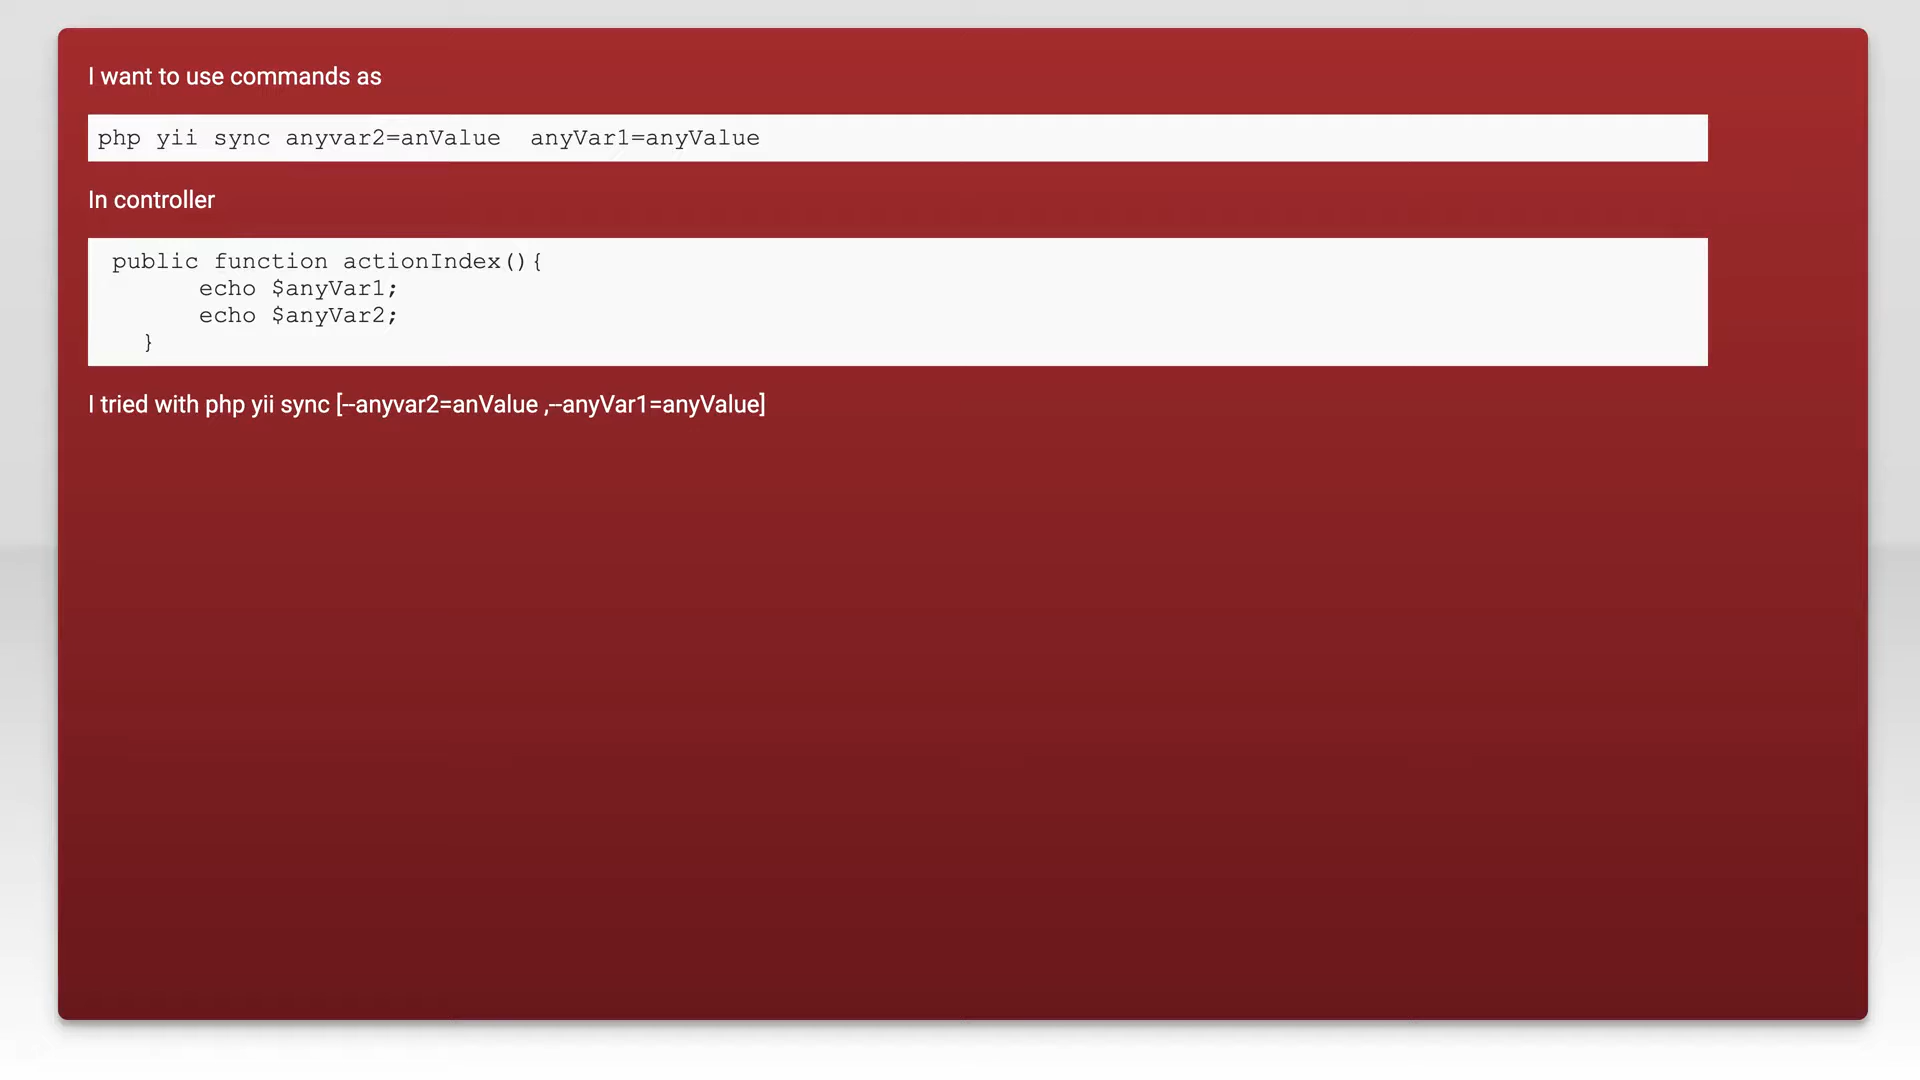 I want to use commands as
php yii sync anyvar2=anValue  anyVar1=anyValue
In controller
public function actionIndex(){
echo $anyVar1;
echo $anyVar2;
}
I tried with php yii sync [--anyvar2=anValue ,--anyVar1=anyValue]